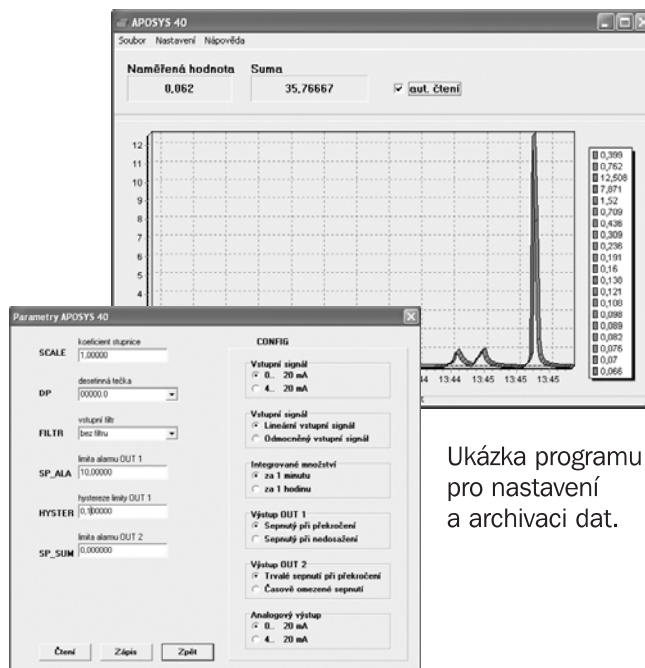 APOSYS 40
Soubor Nastavení Nápověda
Naměřená hodnota Suma
0,062 35,76667 aut. čtení
12
11
10
9
8
7
6
5
4
0,399
0,762
12,508
7,871
1,52
0,709
0,436
0,309
0,236
0,191
0,16
0,138
0,121
0,108
0,098
0,089
0,082
0,076
0,07
0,066
44 13:44 13:45 13:45 13:45
Parametry APOSYS 40
koeficient stupnice
SCALE 1,00000
desetinná tečka
DP 00000.0
vstupní filtr
FILTR bez filtru
limita alarmu OUT 1
SP_ALA 10,00000
hystereze limity OUT 1
HYSTER 0,100000
limita alarmu OUT 2
SP_SUM 0,000000
Čtení Zápis Zpět
CONFIG
Vstupní signál
0.. 20 mA
4.. 20 mA
Vstupní signál
Lineární vstupní signál
Odmocněný vstupní signál
Integrované množství
za 1 minutu
za 1 hodinu
Výstup OUT 1
Sepnutý při překročení
Sepnutý při nedosažení
Výstup OUT 2
Trvalé sepnutí při překročení
Časově omezené sepnutí
Analogový výstup
0.. 20 mA
4.. 20 mA
Ukázka programu
pro nastavení
a archivaci dat.